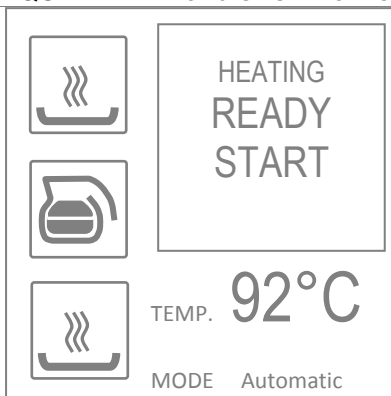 HEATING
READY
START
TEMP. 92°C
MODE Automatic